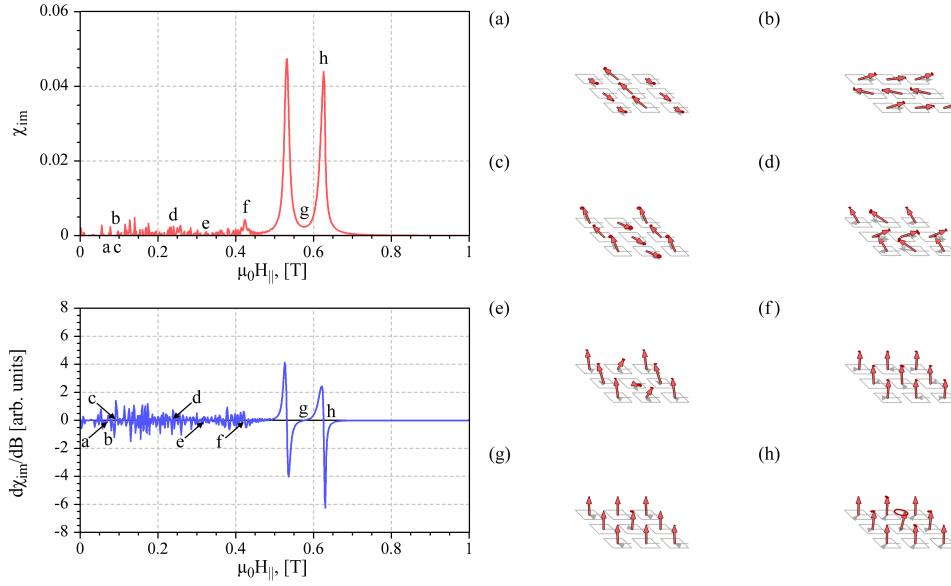 0.06
0.04
0.02
0
χim
h
g
f
e
d
b
a c
0 0.2 0.4 0.6 0.8 1
μ0H||, [T]
8
6
4
2
0
-2
-4
-6
-8
dχim/dB [arb. units]
c d
g h
a b e f
0 0.2 0.4 0.6 0.8 1
μ0H||, [T]
(a) (b)
(c) (d)
(e) (f)
(g) (h)